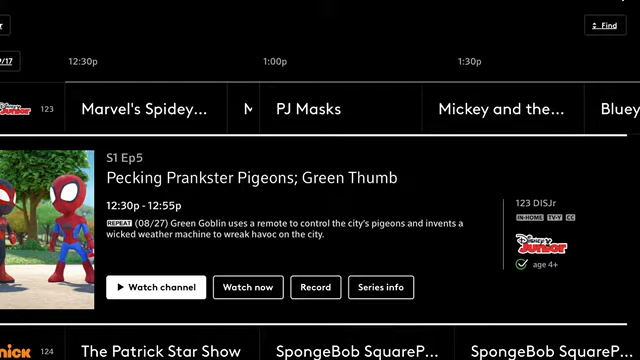 Find
/17
12:30p
1:00p
1:30p
Disney Junior
123
Marvel's Spidey...
M
PJ Masks
Mickey and the...
Bluey
S1 Ep5
Pecking Prankster Pigeons; Green Thumb
12:30p - 12:55p
REPEAT (08/27) Green Goblin uses a remote to control the city's pigeons and invents a
wicked weather machine to wreak havoc on the city.
123 DISJr
IN-HOME TV-Y CC
Disney Junior
age 4+
Watch channel
Watch now
Record
Series info
nick
124
The Patrick Star Show
SpongeBob SquareP...
SpongeBob SquareP...